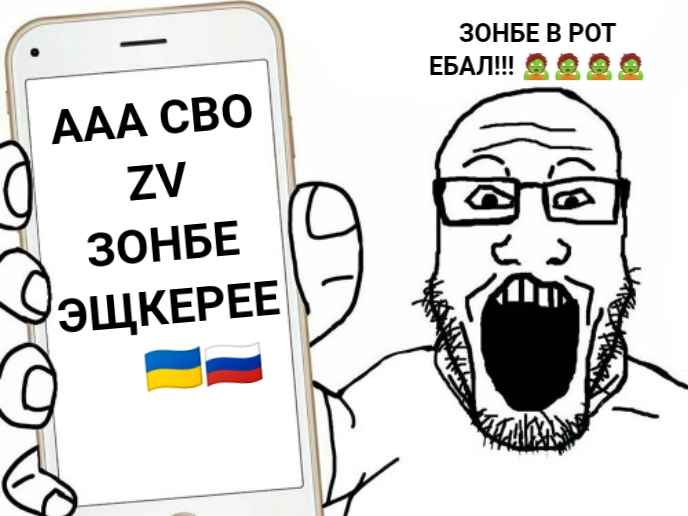 ЗОНБЕ В РОТ
ЕБАЛ!!! 🧟🧟🧟🧟
ААА СВО
ZV
ЗОНБЕ
ЭЩКЕРЕЕ
🇺🇦🇷🇺